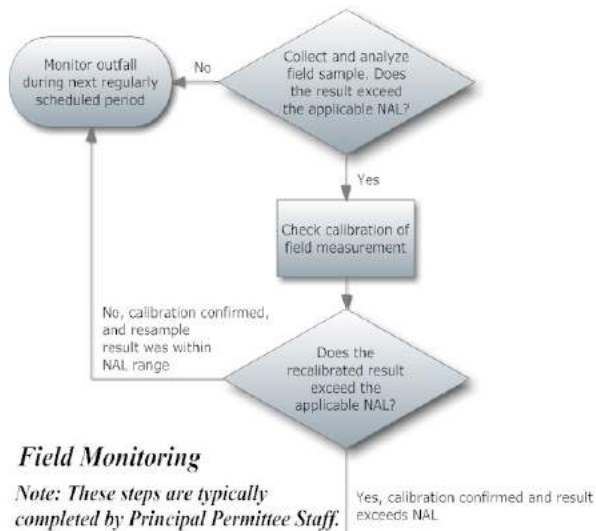 Monitor outfall
during next regularly
scheduled period
No
Collect and analyze
field sample. Does
the result exceed
the applicable NAL?
Yes
Check calibration of
field measurement
No, calibration confirmed,
and resample
result was within
NAL range
Does the
recalibrated result
exceed the
applicable NAL?
Field Monitoring
Note: These steps are typically
completed by Principal Permittee Staff.
Yes, calibration confirmed and result
exceeds NAL